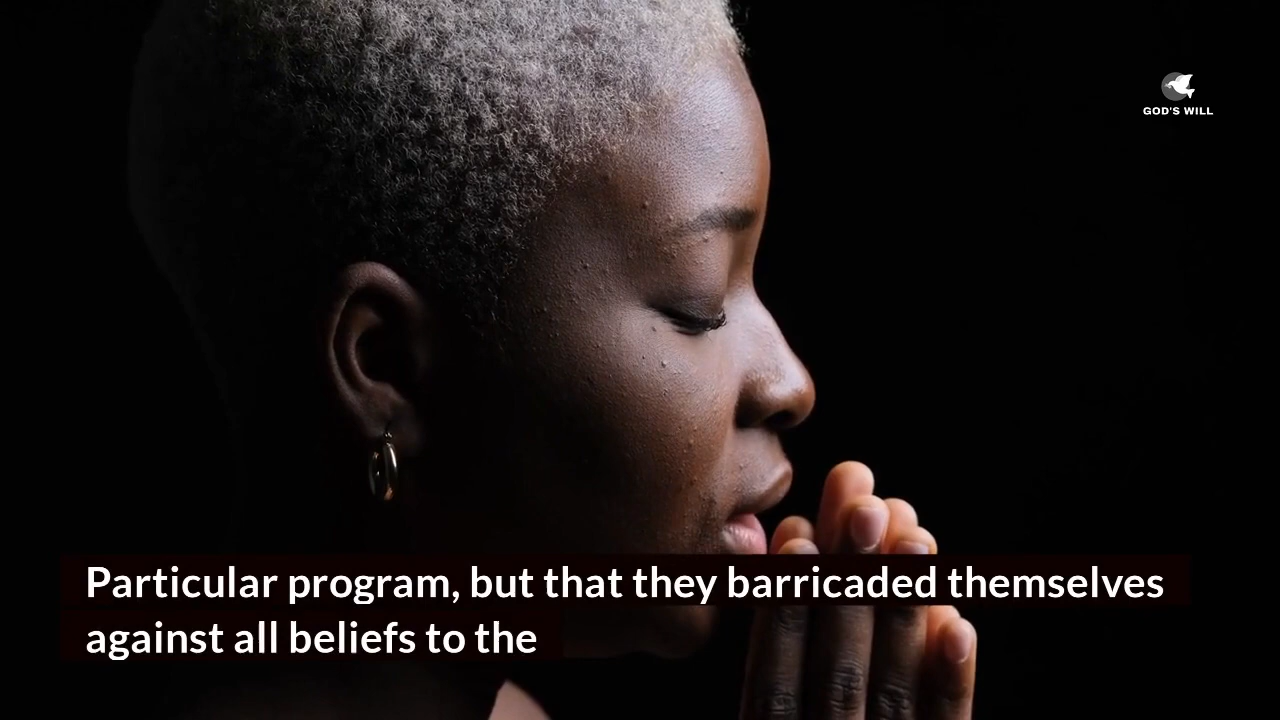 GOD'S WILL
Particular program, but that they barricaded themselves
against all beliefs to the